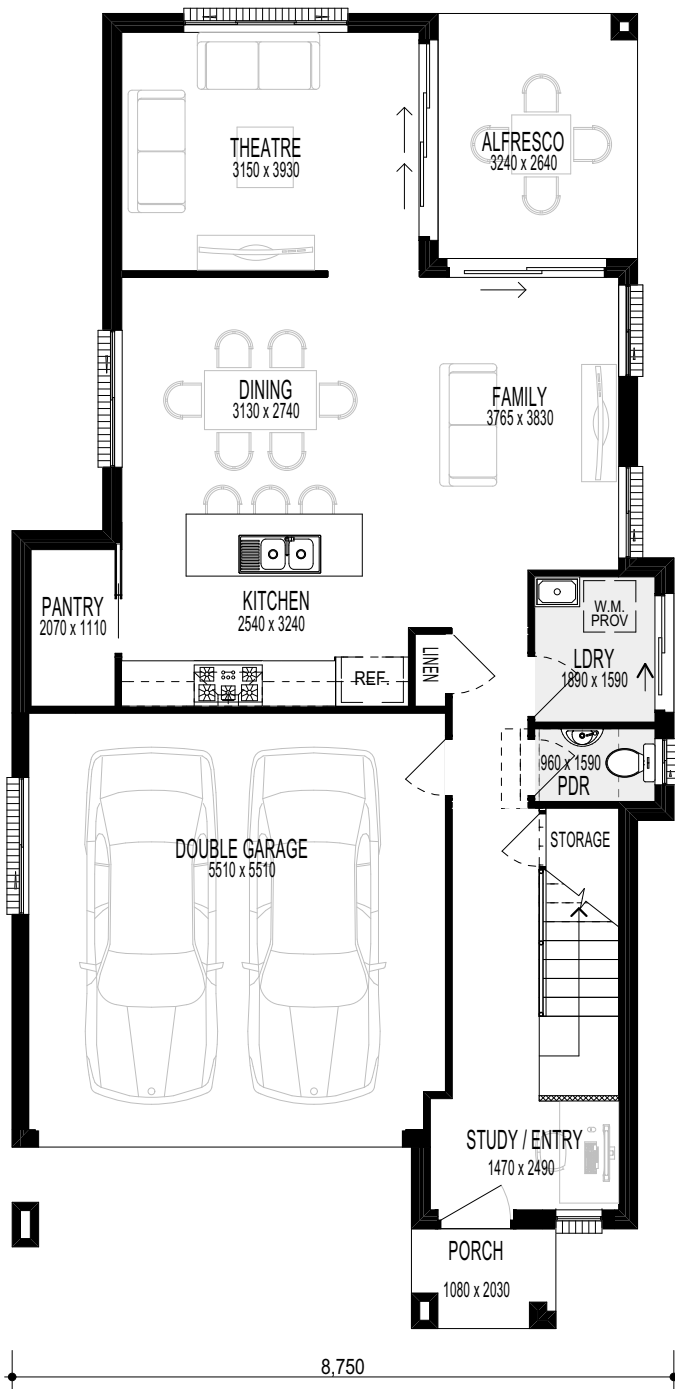 THEATRE
3150 x 3930
ALFRESCO
3240 x 2640
DINING
3130 x 2740
FAMILY
3765 x 3830
PANTRY
2070 x 1110
KITCHEN
2540 x 3240
W.M.
PROV
LDRY
1890 x 1590
LINEN
REF.
960 x 1590
PDR
STORAGE
DOUBLE GARAGE
5510 x 5510
STUDY / ENTRY
1470 x 2490
PORCH
1080 x 2030
8,750